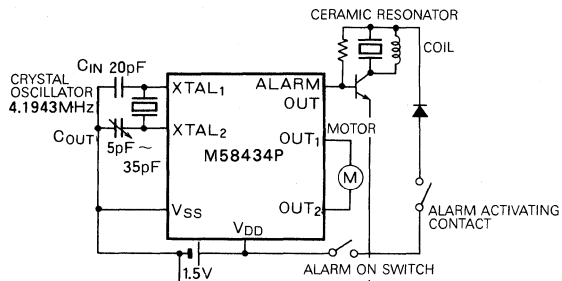 CERAMIC RESONATOR
COIL
CIN 20pF
CRYSTAL
OSCILLATOR
4.1943MHz
XTAL1
ALARM
OUT
COUT
5pF ~
35pF
XTAL2
OUT1
MOTOR
M58434P
M
OUT2
VSS
VDD
ALARM ACTIVATING
CONTACT
1.5V
ALARM ON SWITCH